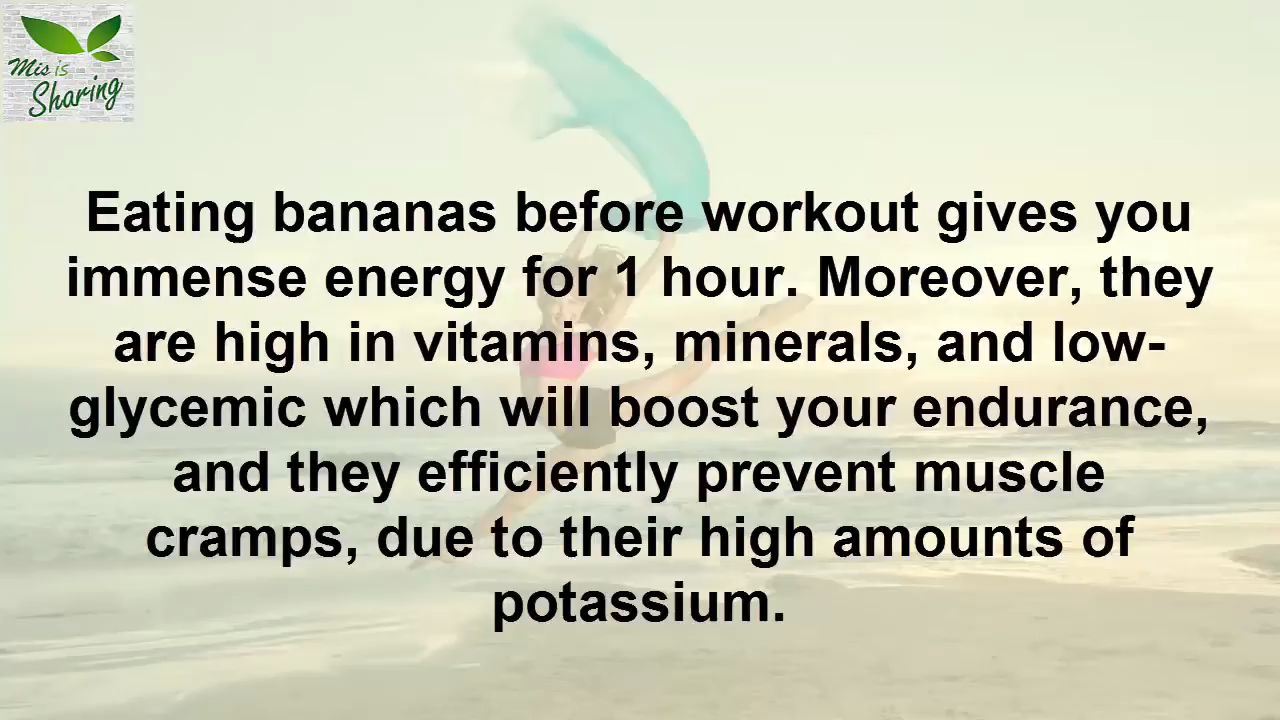 Mis is
Sharing
Eating bananas before workout gives you
immense energy for 1 hour. Moreover, they
are high in vitamins, minerals, and low-
glycemic which will boost your endurance,
and they efficiently prevent muscle
cramps, due to their high amounts of
potassium.